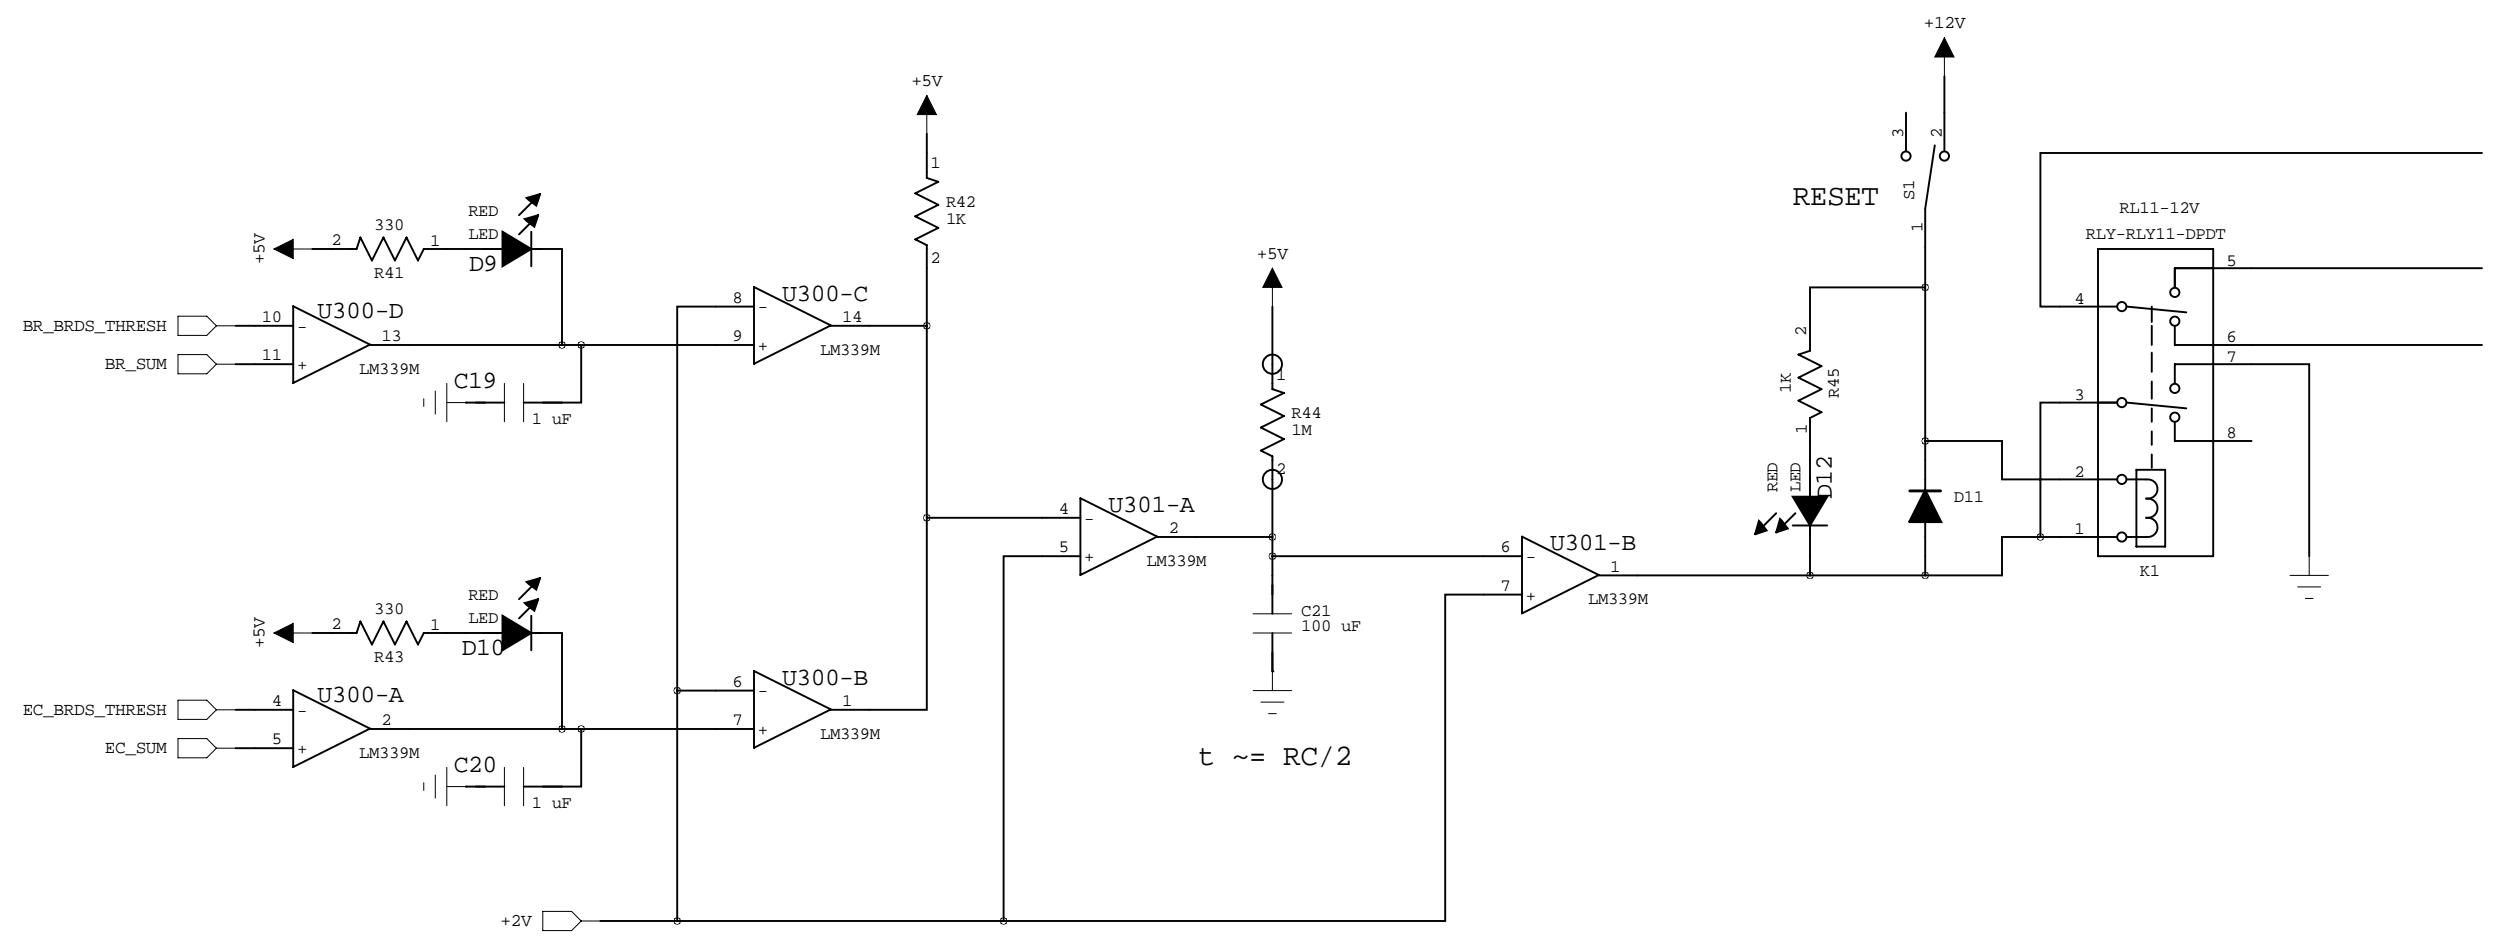 +12V
+5V
3
2
1
S1
RESET
1
R42
1K
2
RED
LED
D9
330
2
1
R41
+5V
U300-D
BR_BRDS_THRESH
10
-
13
BR_SUM
11
+
LM339M
C19
1 uF
U300-C
8
-
14
9
+
LM339M
+5V
1
R44
1M
2
2
1K
R45
1
RED
LED
D12
D11
RL11-12V
RLY-RLY11-DPDT
5
4
6
7
3
8
2
1
K1
U301-A
4
-
2
5
+
LM339M
U301-B
6
-
1
7
+
LM339M
C21
100 uF
t ~= RC/2
RED
LED
D10
330
2
1
R43
+5V
U300-A
EC_BRDS_THRESH
4
-
2
EC_SUM
5
+
LM339M
C20
1 uF
U300-B
6
-
1
7
+
LM339M
+2V